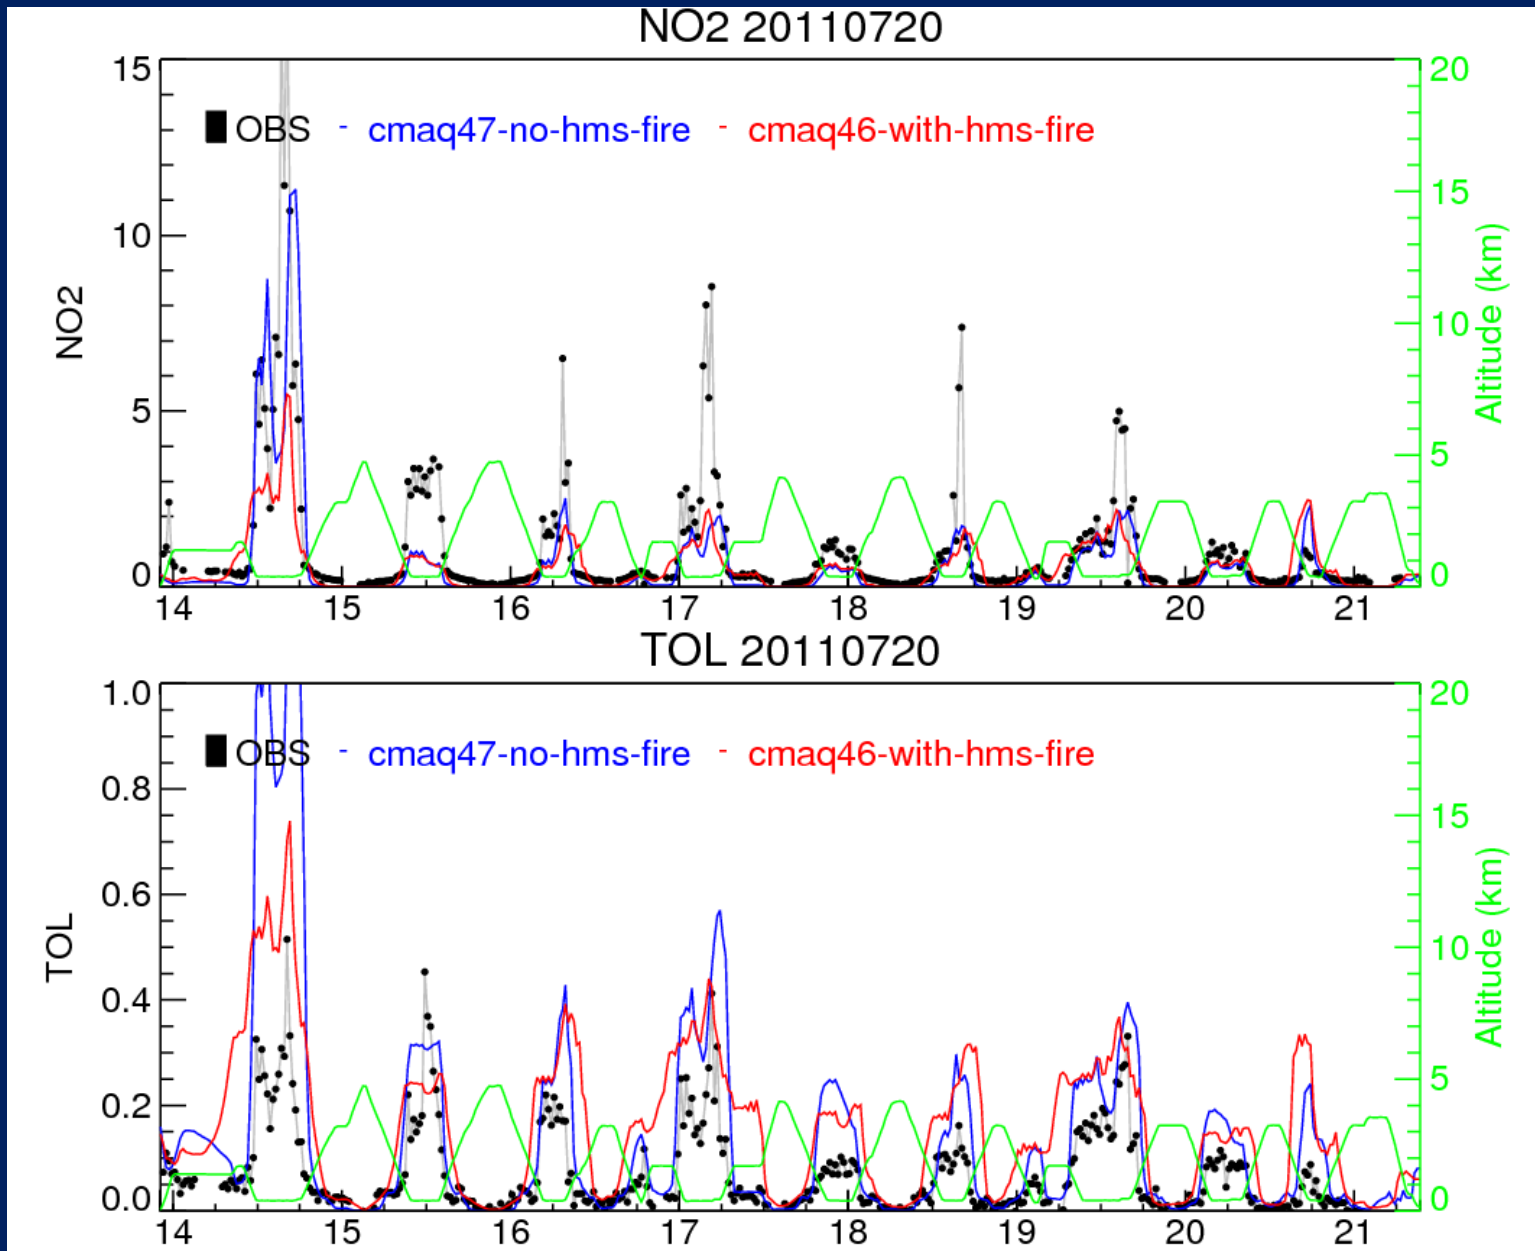 NO2 20110720
15
20
OBS - cmaq47-no-hms-fire - cmaq46-with-hms-fire
15
10
NO2
10
Altitude (km)
5
5
0
0
14 15 16 17 18 19 20 21
TOL 20110720
1.0
20
OBS - cmaq47-no-hms-fire - cmaq46-with-hms-fire
0.8
15
0.6
TOL
10
Altitude (km)
0.4
5
0.2
0.0
0
14 15 16 17 18 19 20 21